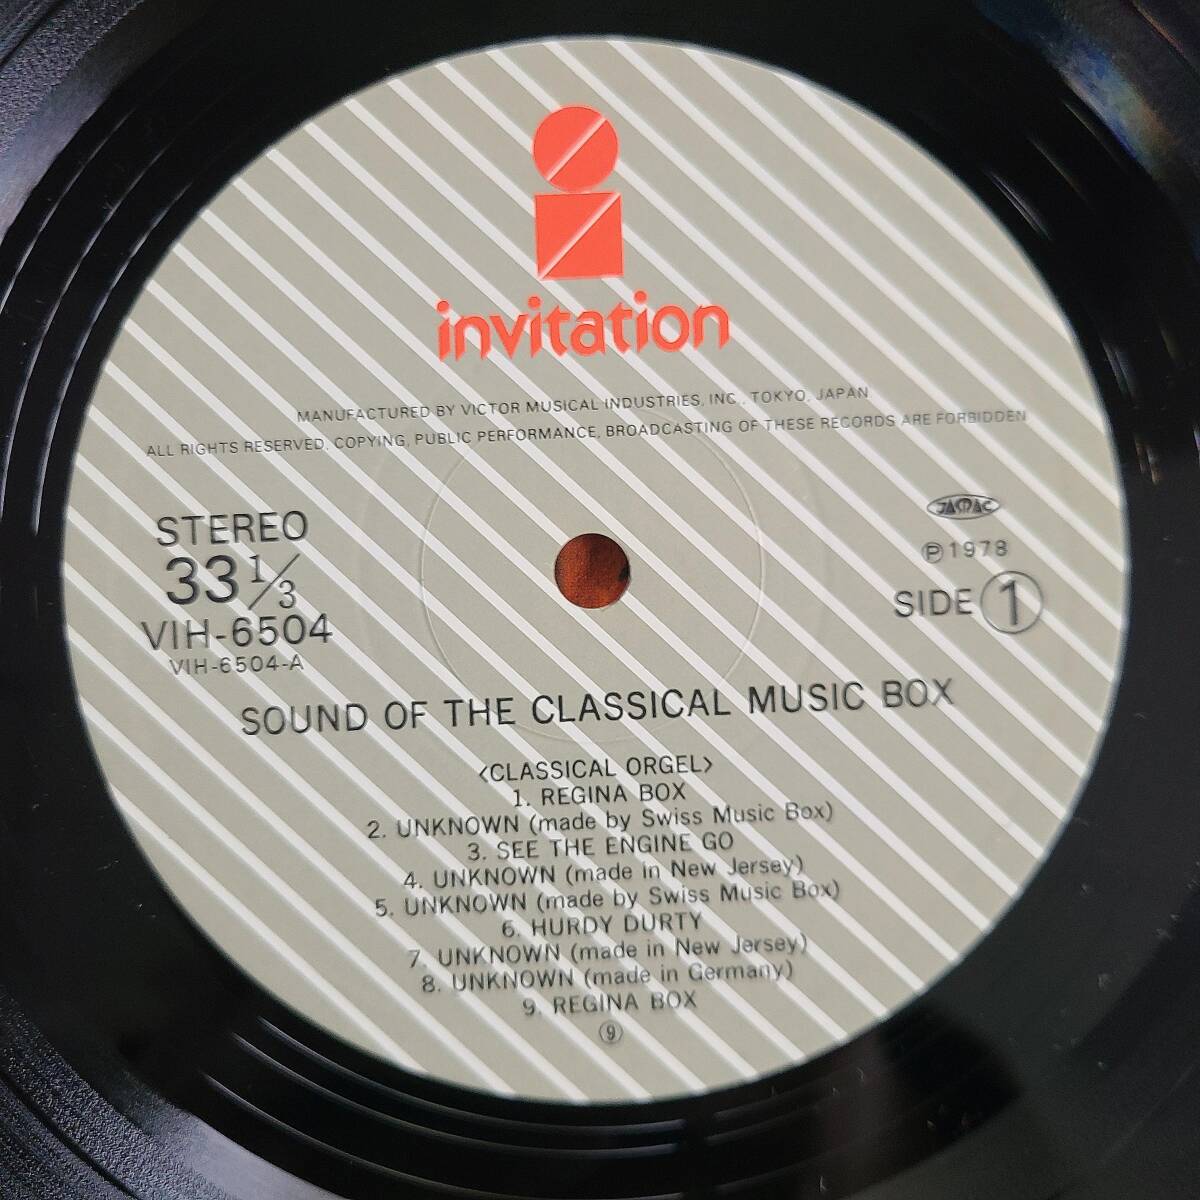 invitation
MANUFACTURED BY VICTOR MUSICAL INDUSTRIES, INC., TOKYO, JAPAN.
ALL RIGHTS RESERVED, COPYING, PUBLIC PERFORMANCE, BROADCASTING OF THESE RECORDS ARE FORBIDDEN
STEREO
33 1/3
VIH-6504
VIH-6504-A
JASRAC
Ⓟ1978
SIDE 1
SOUND OF THE CLASSICAL MUSIC BOX
<CLASSICAL ORGEL>
1. REGINA BOX
2. UNKNOWN (made by Swiss Music Box)
3. SEE THE ENGINE GO
4. UNKNOWN (made in New Jersey)
5. UNKNOWN (made by Swiss Music Box)
6. HURDY DURTY
7. UNKNOWN (made in New Jersey)
8. UNKNOWN (made in Germany)
9. REGINA BOX
⑨